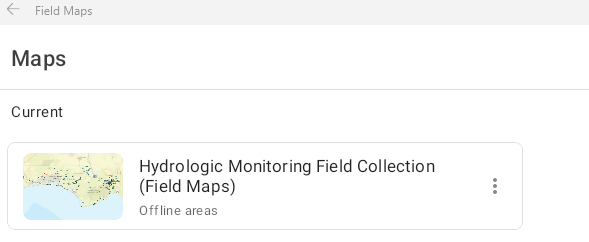 Field Maps
Maps
Current
Hydrologic Monitoring Field Collection
(Field Maps)
Offline areas